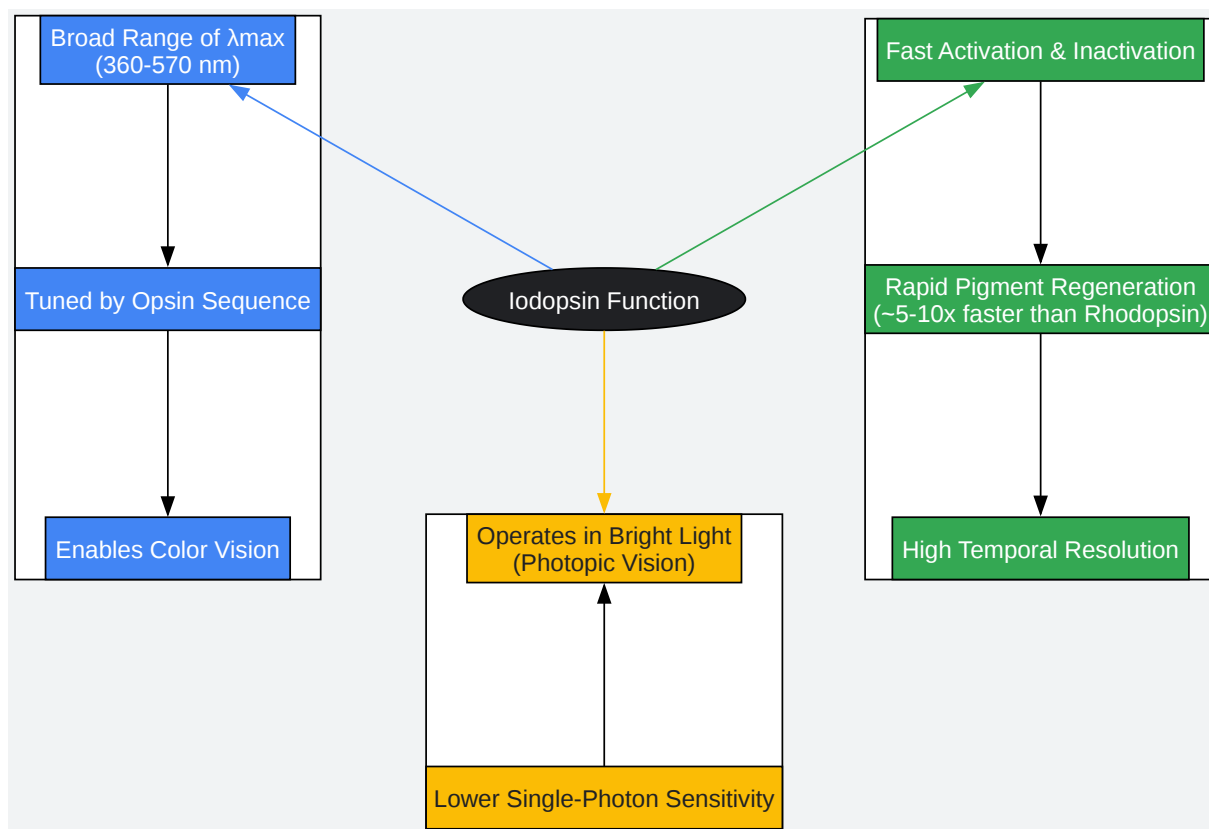 Broad Range of λmax
(360-570 nm)
Fast Activation & Inactivation
Tuned by Opsin Sequence
Iodopsin Function
Rapid Pigment Regeneration
(~5-10x faster than Rhodopsin)
Enables Color Vision
Operates in Bright Light
(Photopic Vision)
High Temporal Resolution
Lower Single-Photon Sensitivity